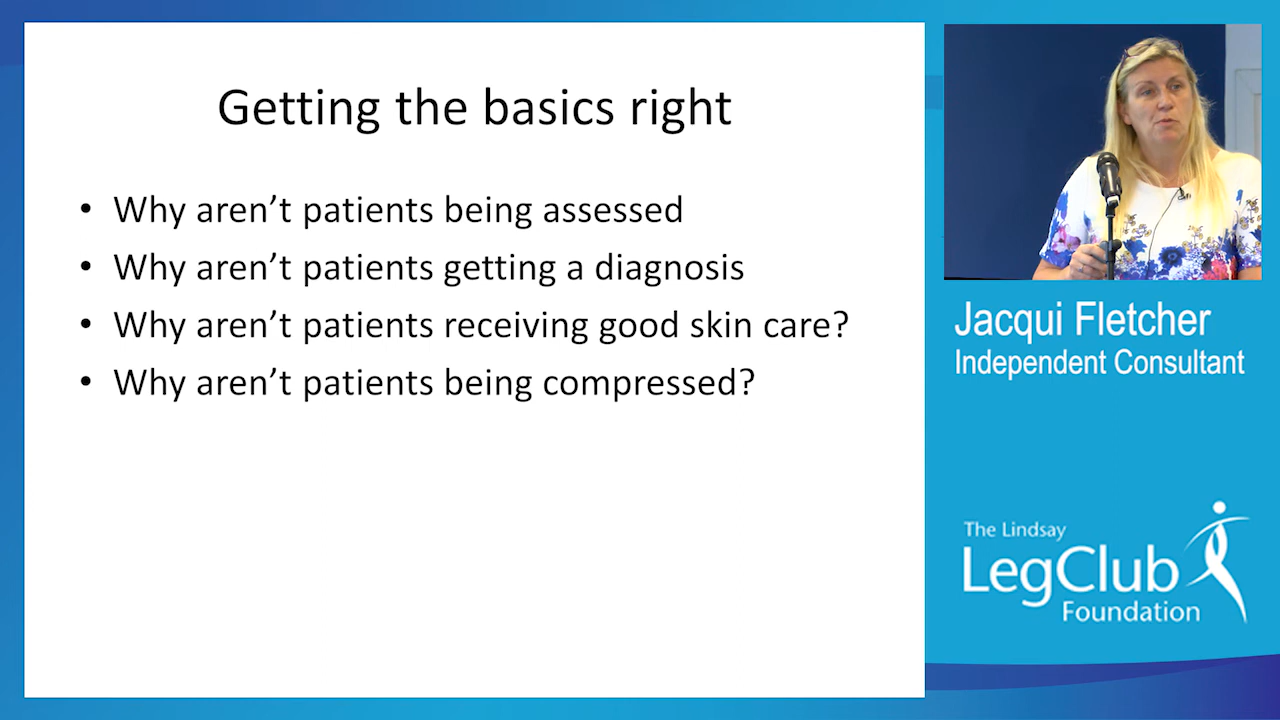 Getting the basics right
• Why aren’t patients being assessed
• Why aren’t patients getting a diagnosis
• Why aren’t patients receiving good skin care?
• Why aren’t patients being compressed?
Jacqui Fletcher
Independent Consultant
The Lindsay
LegClub
Foundation